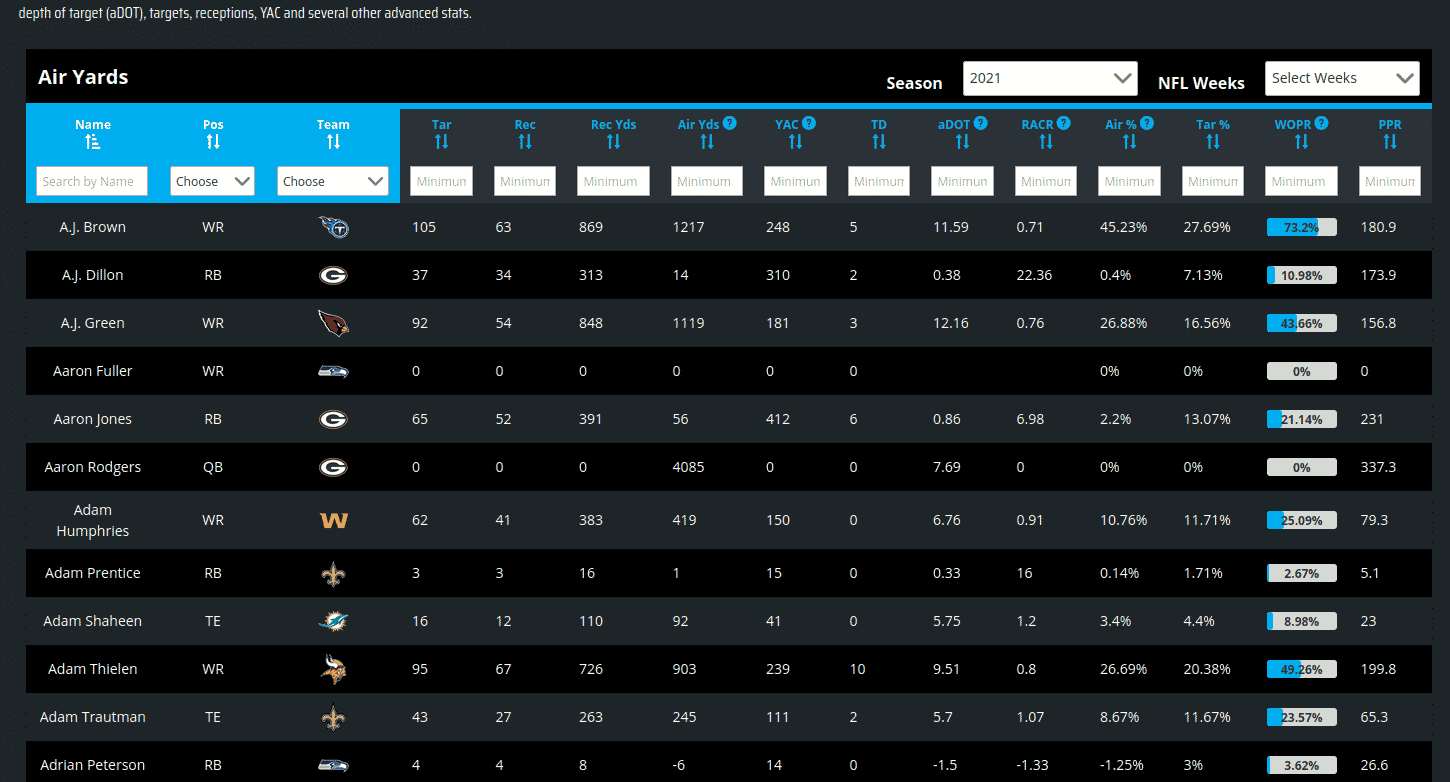 depth of target (aDOT), targets, receptions, YAC and several other advanced stats.
Air Yards Season 2021 NFL Weeks Select Weeks
Name Pos Team Tar Rec Rec Yds Air Yds ? YAC ? TD aDOT ? RACR ? Air % ? Tar % WOPR ? PPR
Search by Name Choose Choose Minimum Minimum Minimum Minimum Minimum Minimum Minimum Minimum Minimum Minimum Minimum Minimum
A.J. Brown WR T 105 63 869 1217 248 5 11.59 0.71 45.23% 27.69% 73.2% 180.9
A.J. Dillon RB G 37 34 313 14 310 2 0.38 22.36 0.4% 7.13% 10.98% 173.9
A.J. Green WR 92 54 848 1119 181 3 12.16 0.76 26.88% 16.56% 43.66% 156.8
Aaron Fuller WR 0 0 0 0 0 0 0% 0% 0% 0
Aaron Jones RB G 65 52 391 56 412 6 0.86 6.98 2.2% 13.07% 21.14% 231
Aaron Rodgers QB G 0 0 0 4085 0 0 7.69 0 0% 0% 0% 337.3
Adam
Humphries WR W 62 41 383 419 150 0 6.76 0.91 10.76% 11.71% 25.09% 79.3
Adam Prentice RB 3 3 16 1 15 0 0.33 16 0.14% 1.71% 2.67% 5.1
Adam Shaheen TE 16 12 110 92 41 0 5.75 1.2 3.4% 4.4% 8.98% 23
Adam Thielen WR 95 67 726 903 239 10 9.51 0.8 26.69% 20.38% 49.26% 199.8
Adam Trautman TE 43 27 263 245 111 2 5.7 1.07 8.67% 11.67% 23.57% 65.3
Adrian Peterson RB 4 4 8 -6 14 0 -1.5 -1.33 -1.25% 3% 3.62% 26.6